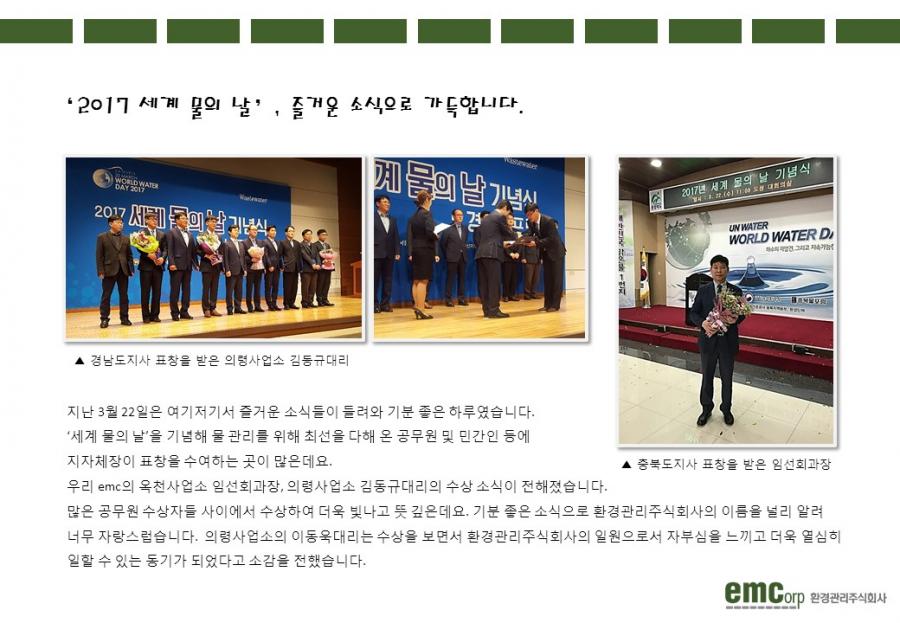 ‘2017 세계 물의 날’ , 즐거운 소식으로 가득합니다.
WORLD WATER
DAY 2017
Wastewater
2017 세계 물의 날 기념식
Wastewater
계 물의 날 기념식
2017년 세계 물의 날 기념식
UN WATER
WORLD WATER DA
▲ 경남도지사 표창을 받은 의령사업소 김동규대리
▲ 충북도지사 표창을 받은 임선회과장
지난 3월 22일은 여기저기서 즐거운 소식들이 들려와 기분 좋은 하루였습니다.
‘세계 물의 날’을 기념해 물 관리를 위해 최선을 다해 온 공무원 및 민간인 등에
지자체장이 표창을 수여하는 곳이 많은데요.
우리 emc의 옥천사업소 임선회과장, 의령사업소 김동규대리의 수상 소식이 전해졌습니다.
많은 공무원 수상자들 사이에서 수상하여 더욱 빛나고 뜻 깊은데요. 기분 좋은 소식으로 환경관리주식회사의 이름을 널리 알려
너무 자랑스럽습니다. 의령사업소의 이동욱대리는 수상을 보면서 환경관리주식회사의 일원으로서 자부심을 느끼고 더욱 열심히
일할 수 있는 동기가 되었다고 소감을 전했습니다.
emCorp 환경관리주식회사